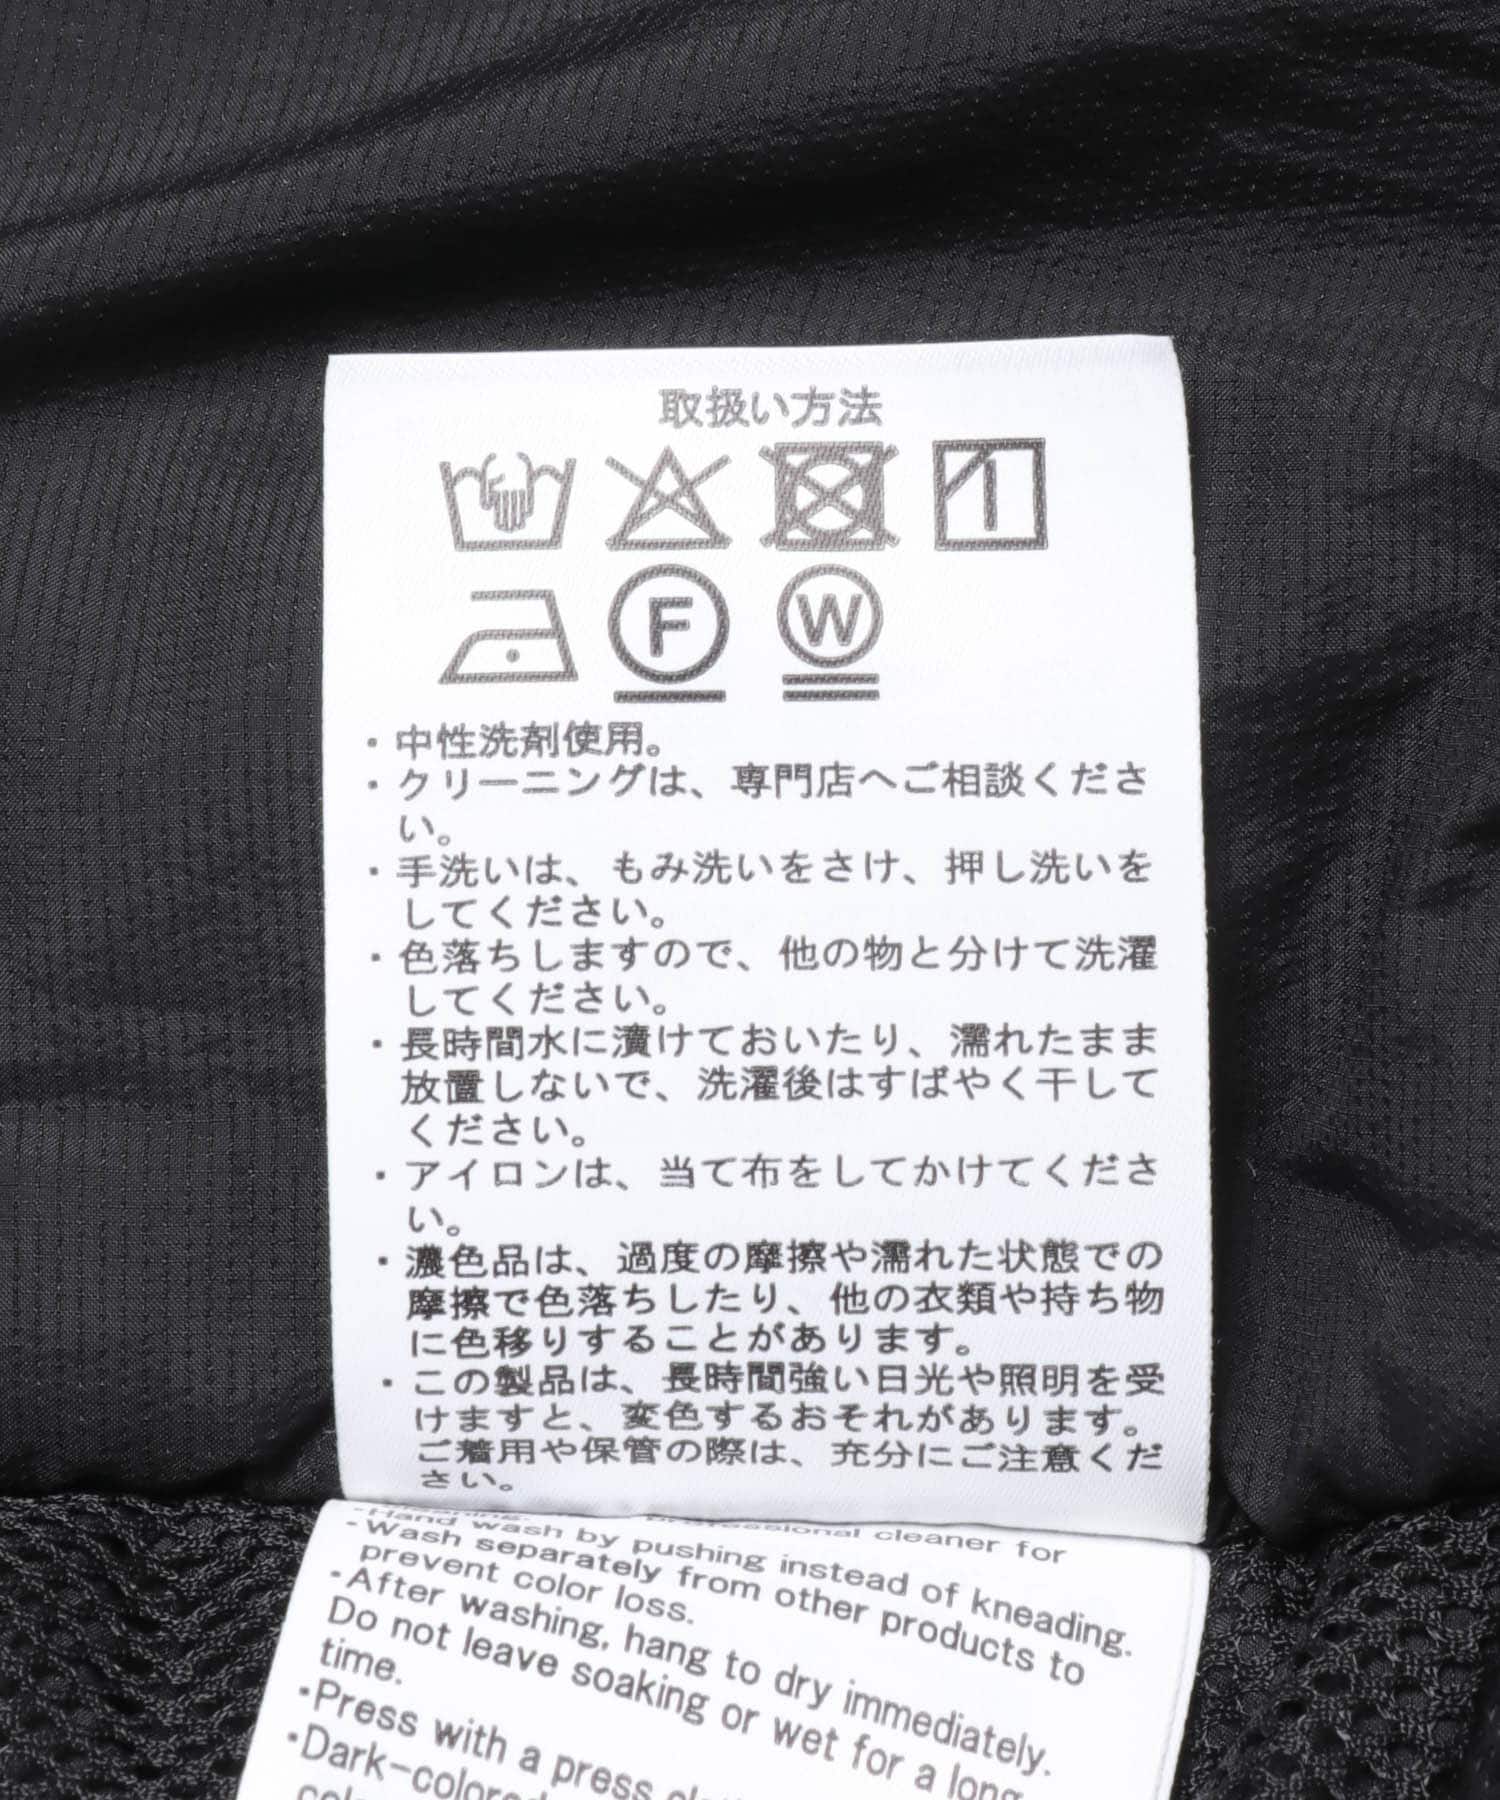 取扱い方法
F
W
・中性洗剤使用。
・クリーニングは、専門店へご相談くださ
い。
・手洗いは、もみ洗いをさけ、押し洗いを
してください。
・色落ちしますので、他の物と分けて洗濯
してください。
・長時間水に漬けておいたり、濡れたまま
放置しないで、洗濯後はすばやく干して
ください。
・アイロンは、当て布をしてかけてくださ
い。
・濃色品は、過度の摩擦や濡れた状態での
摩擦で色落ちしたり、他の衣類や持ち物
に色移りすることがあります。
・この製品は、長時間強い日光や照明を受
けますと、変色するおそれがあります。
ご着用や保管の際は、充分にご注意くだ
さい。
professional cleaner for
・Hand wash by pushing instead of kneading.
・Wash separately from other products to
prevent color loss.
・After washing, hang to dry immediately.
Do not leave soaking or wet for a long
time.
・Press with a press
・Dark-colored